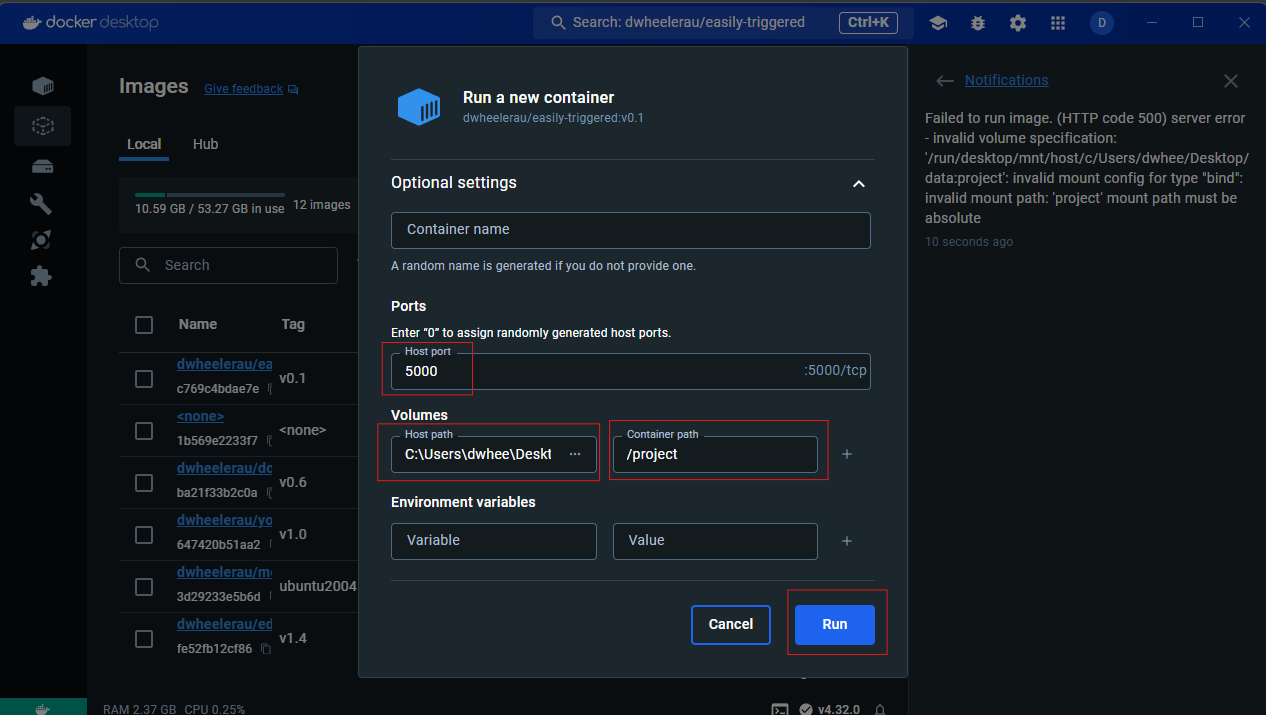 docker desktop
Search: dwheelerau/easily-triggered
Ctrl+K
D
Images
Give feedback
Local
Hub
10.59 GB / 53.27 GB in use
12 images
Search
Name
Tag
dwheelerau/ea
v0.1
c769c4bdae7e
<none>
<none>
1b569e2233f7
dwheelerau/do
v0.6
ba21f33b2c0a
dwheelerau/yo
v1.0
647420b51aa2
dwheelerau/me
ubuntu2004
3d29233e5b6d
dwheelerau/ed
v1.4
fe52fb12cf86
Run a new container
dwheelerau/easily-triggered:v0.1
Optional settings
Container name
A random name is generated if you do not provide one.
Ports
Enter “0” to assign randomly generated host ports.
Host port
5000
:5000/tcp
Volumes
Host path
C:\Users\dwhee\Deskt
...
Container path
/project
+
Environment variables
Variable
Value
+
Cancel
Run
Notifications
Failed to run image. (HTTP code 500) server error
- invalid volume specification:
'/run/desktop/mnt/host/c/Users/dwhee/Desktop/
data:project': invalid mount config for type "bind":
invalid mount path: 'project' mount path must be
absolute
10 seconds ago
RAM 2.37 GB CPU 0.25%
v4.32.0